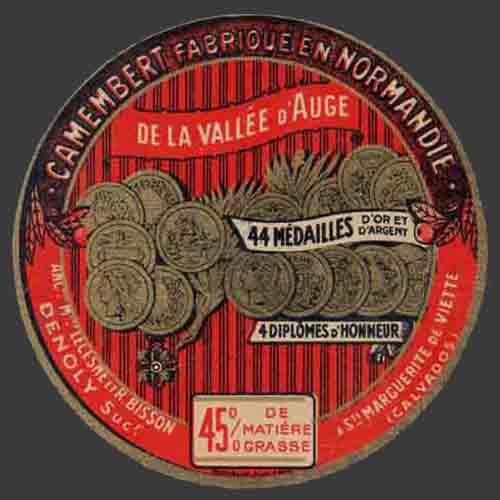 CAMEMBERT FABRIQUÉ EN NORMANDIE
DE LA VALLÉE D'AUGE
44 MÉDAILLES D'OR ET D'ARGENT
4 DIPLÔMES D'HONNEUR
BISSON
DENOLY Succ.
à Ste MARGUERITE DE VIETTE
(CALVADOS)
45% DE MATIÈRE GRASSE